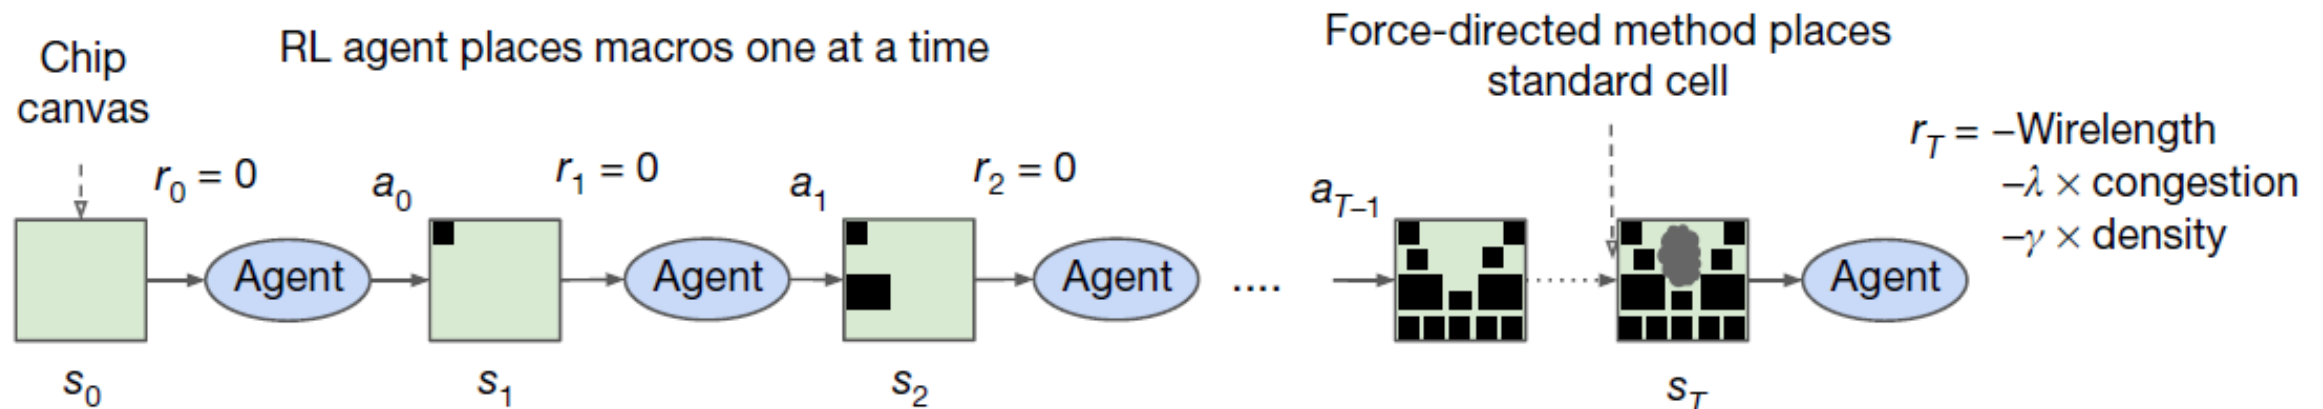 Chip
canvas
RL agent places macros one at a time
Force-directed method places
standard cell
r_0 = 0
a_0
r_1 = 0
a_1
r_2 = 0
a_{T−1}
r_T = −Wirelength
−λ × congestion
−γ × density
Agent
Agent
Agent
....
Agent
s_0
s_1
s_2
s_T